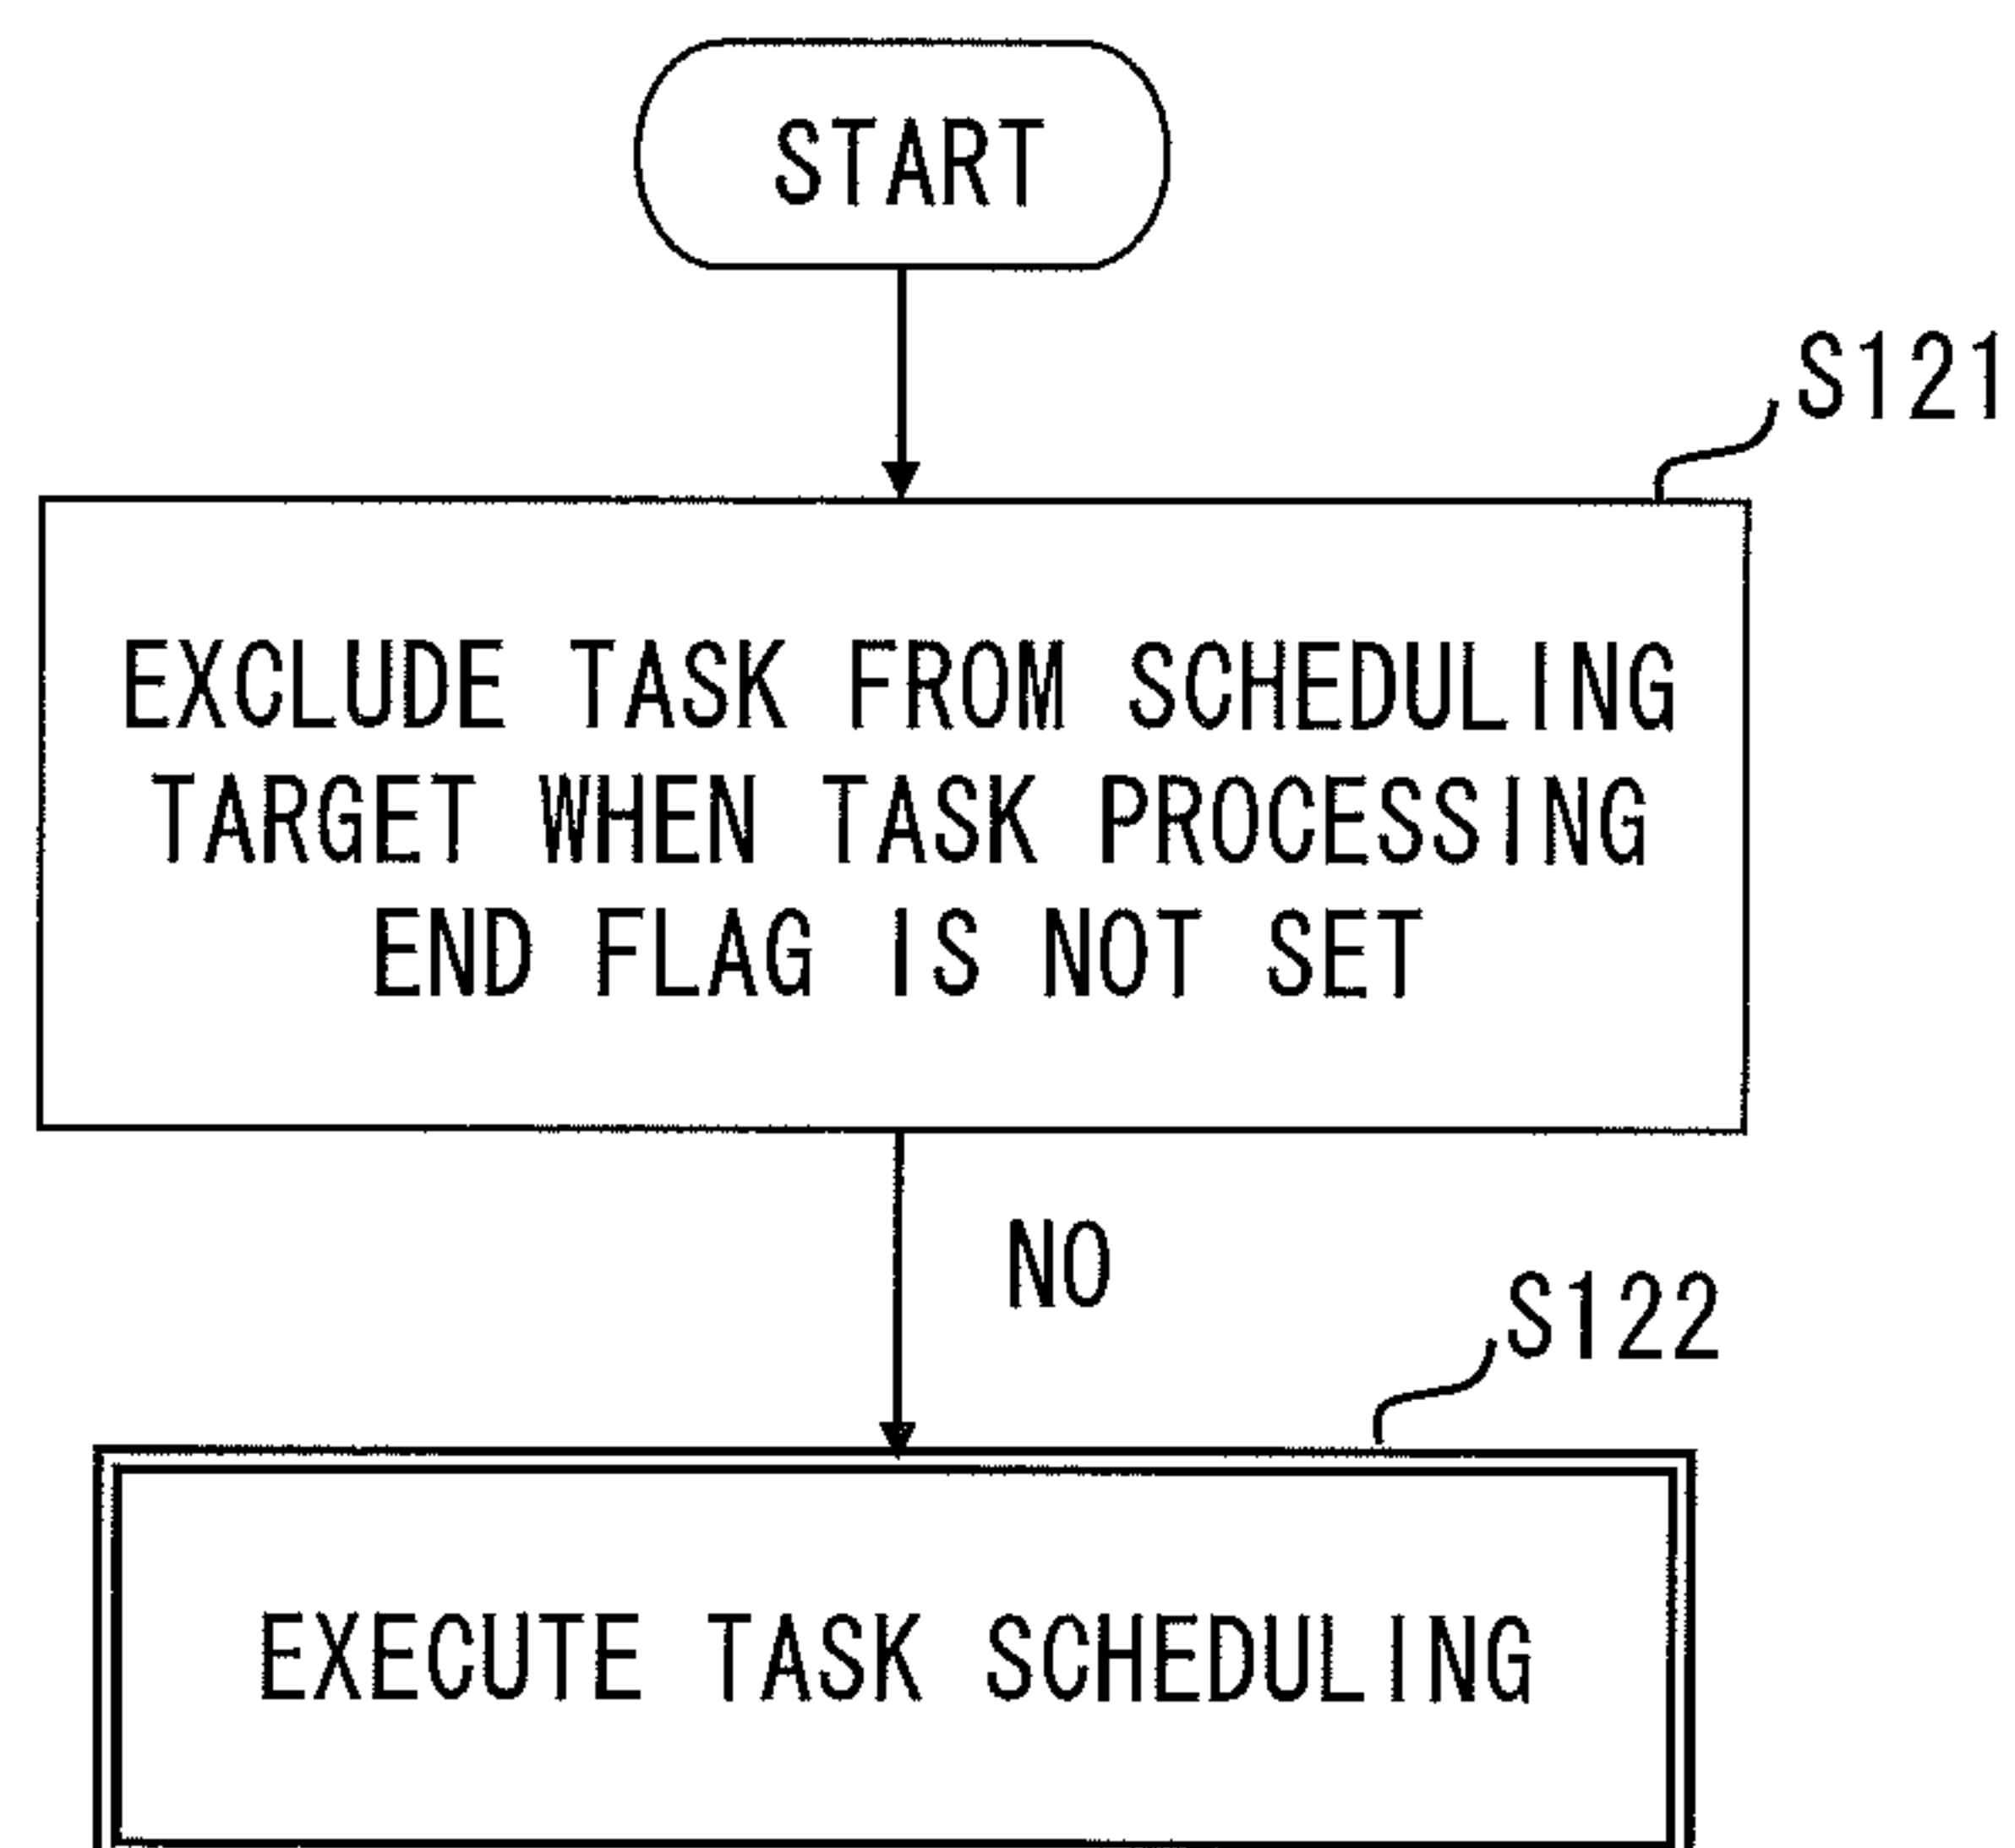 START
S121
EXCLUDE TASK FROM SCHEDULING
TARGET WHEN TASK PROCESSING
END FLAG IS NOT SET
NO
S122
EXECUTE TASK SCHEDULING